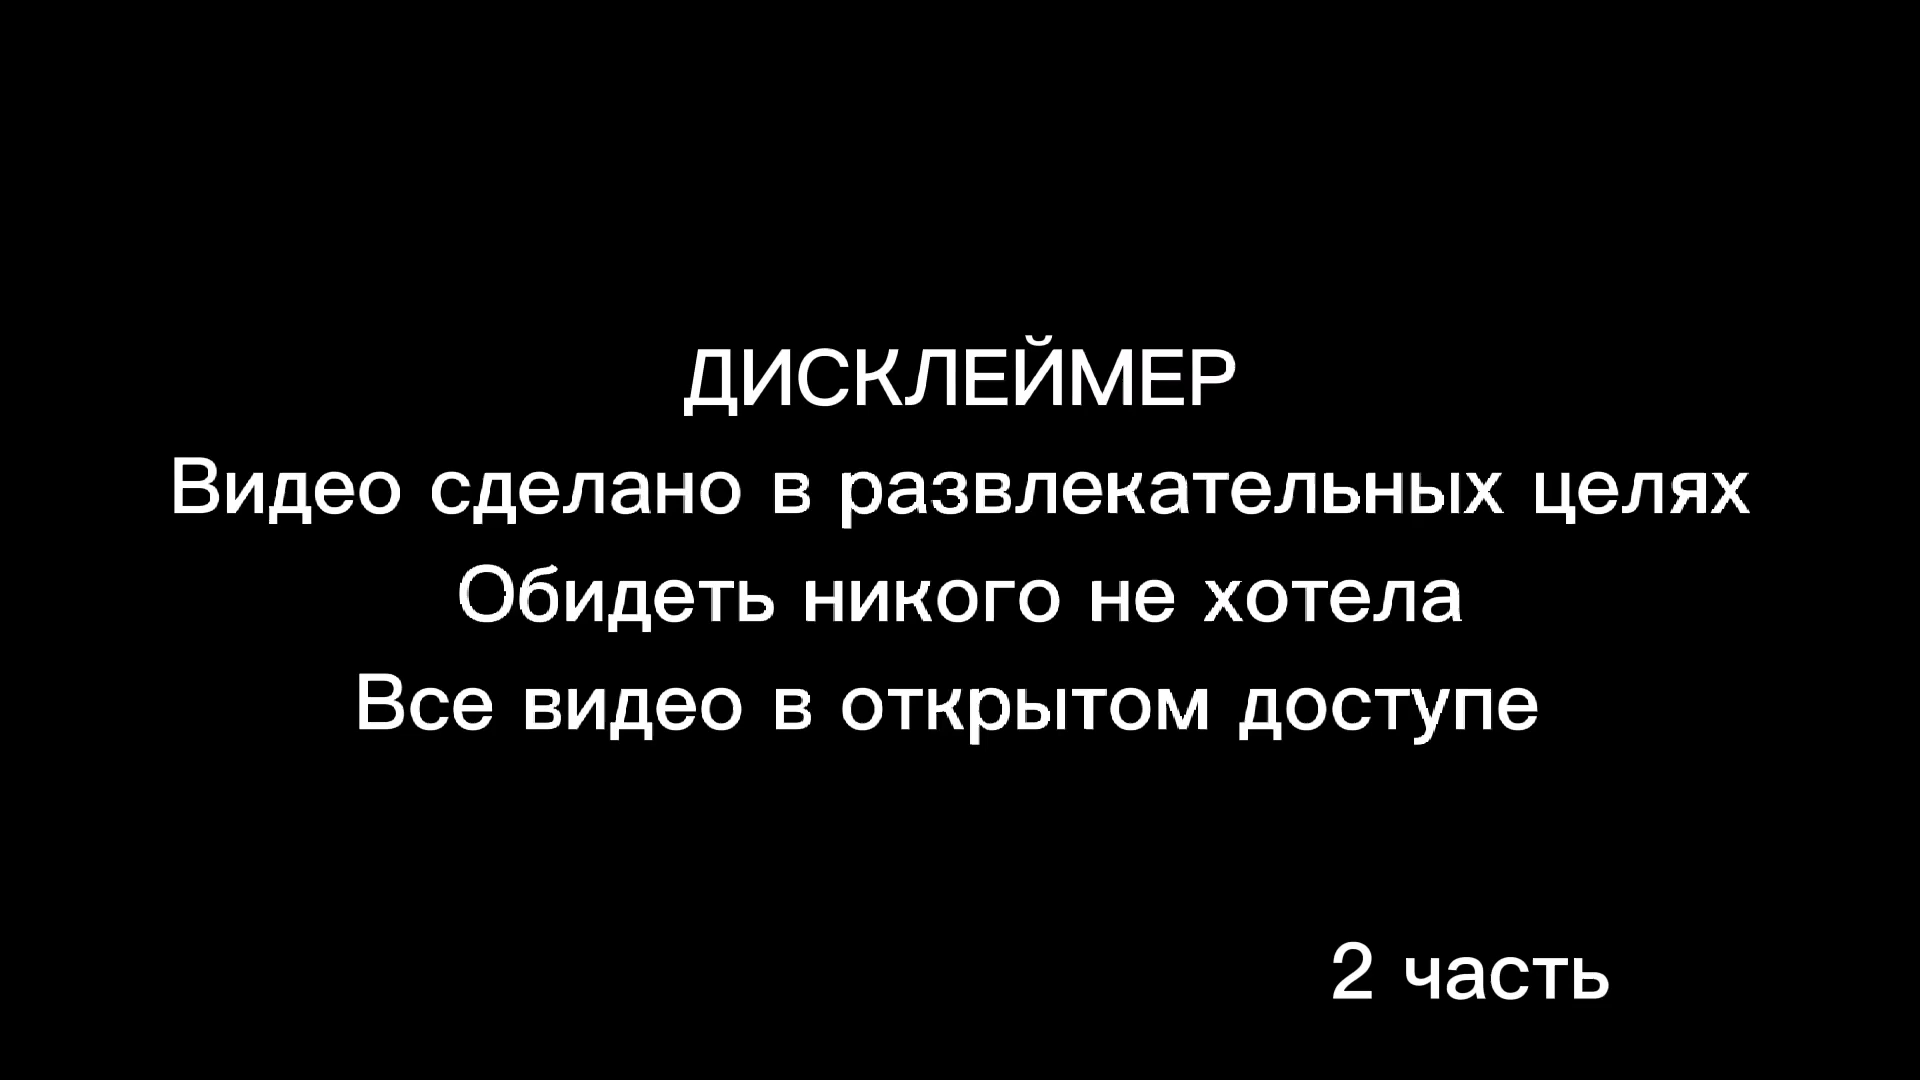 ДИСКЛЕЙМЕР
Видео сделано в развлекательных целях
Обидеть никого не хотела
Все видео в открытом доступе
2 часть